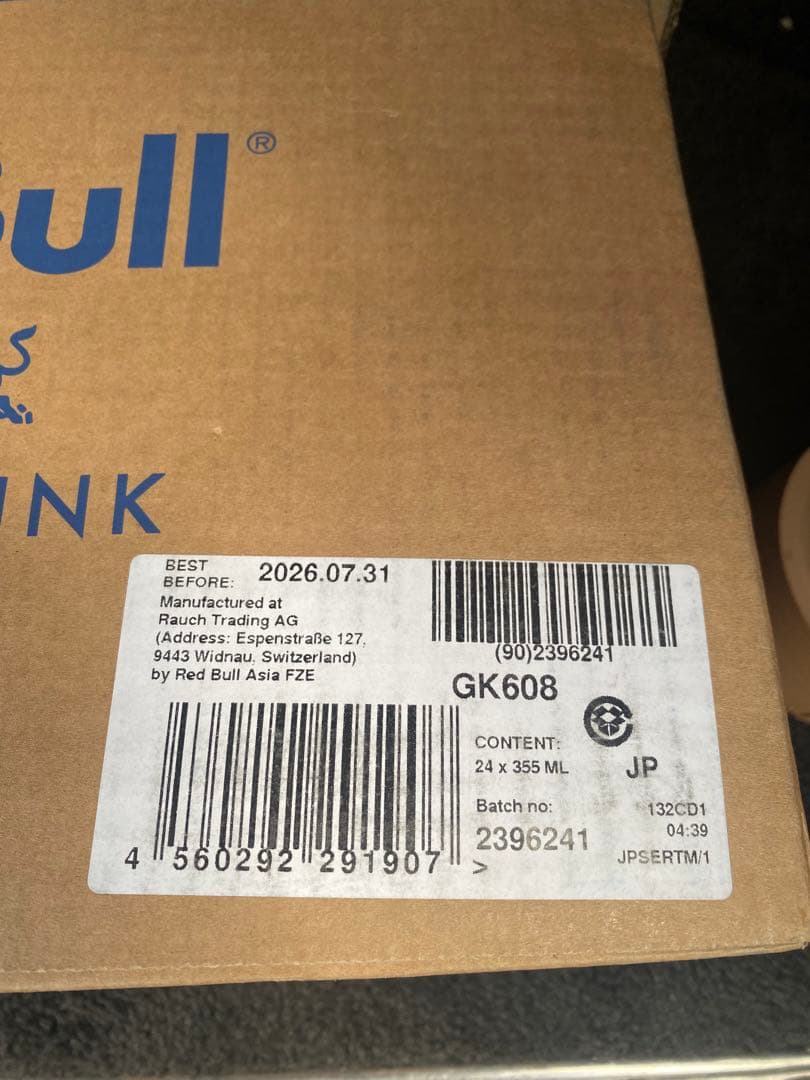 Bull®
INK
BEST
BEFORE: 2026.07.31
Manufactured at
Rauch Trading AG
(Address: Espenstraße 127,
9443 Widnau, Switzerland)
by Red Bull Asia FZE
(90)2396241
GK608
CONTENT:
24 x 355 ML
JP
Batch no:
2396241
132CD1
04:39
JPSERTM/1
4 560292 291907 >